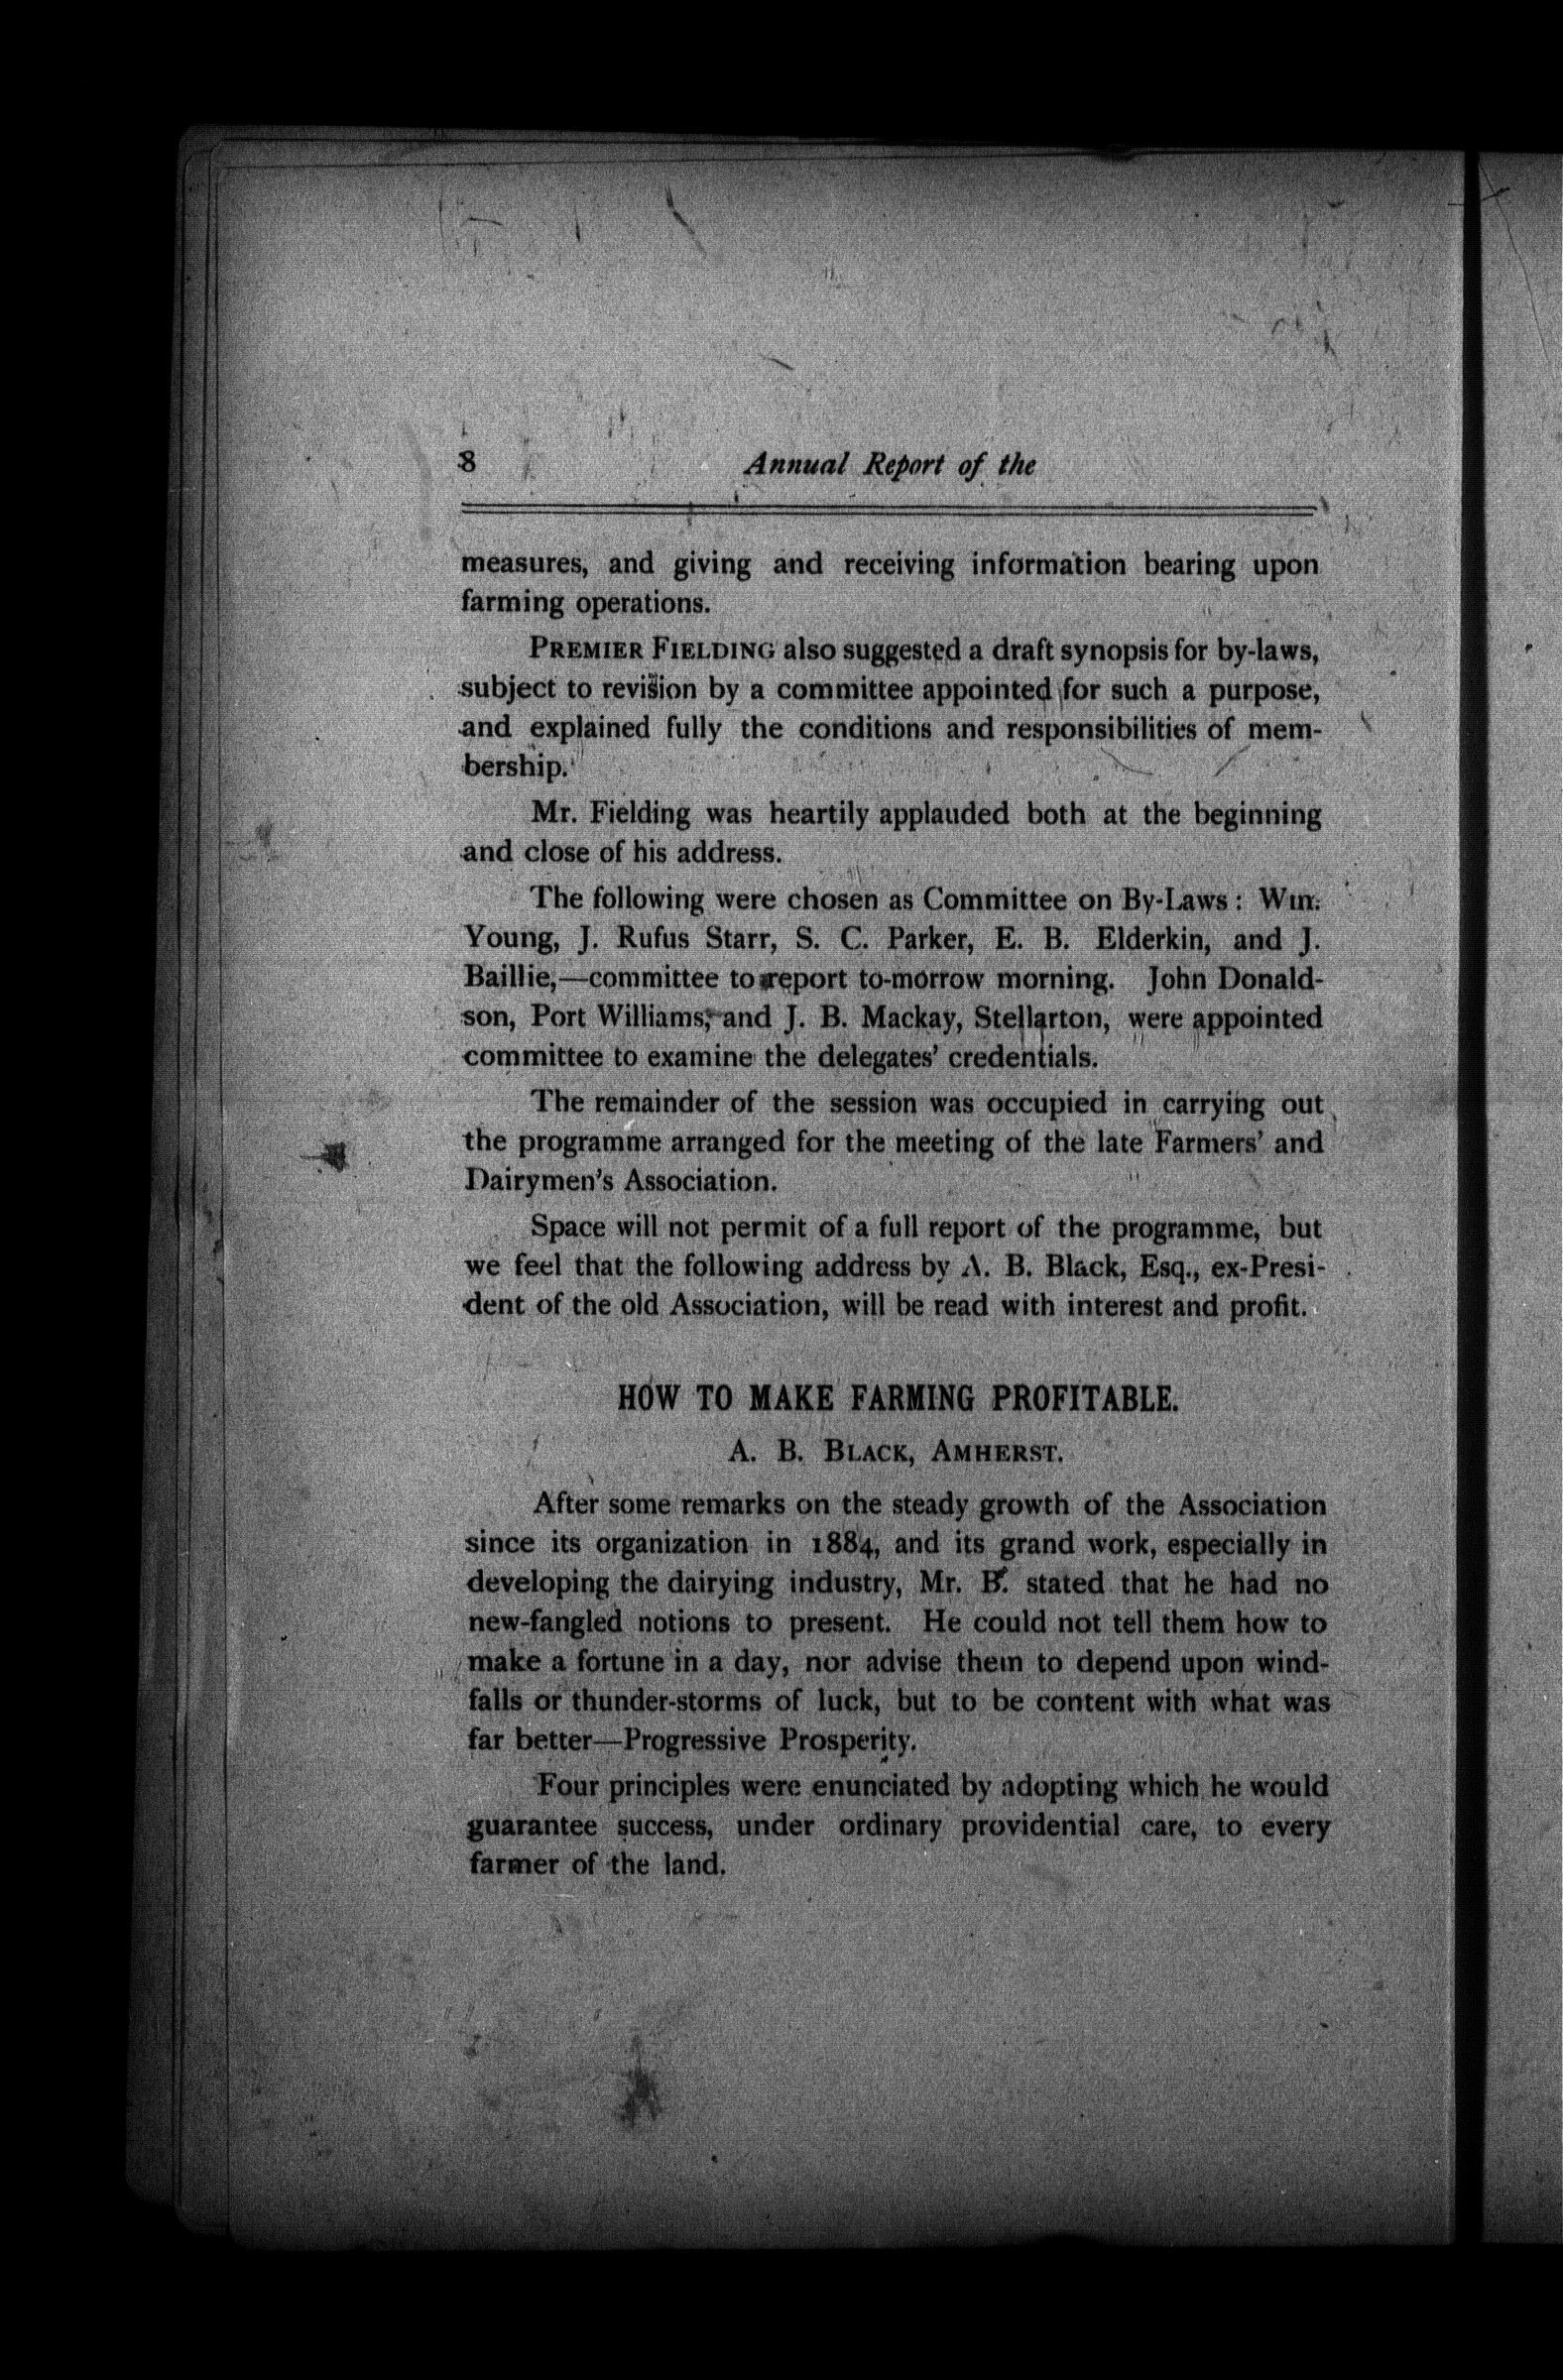 8 Annual Report of the
measures, and giving and receiving information bearing upon
farming operations.
PREMIER FIELDING also suggested a draft synopsis for by-laws,
subject to revision by a committee appointed for such a purpose,
and explained fully the conditions and responsibilities of mem-
bership.
Mr. Fielding was heartily applauded both at the beginning
and close of his address.
The following were chosen as Committee on By-Laws: Wm.
Young, J. Rufus Starr, S. C. Parker, E. B. Elderkin, and J.
Baillie,—committee to report to-morrow morning. John Donald-
son, Port Williams, and J. B. Mackay, Stellarton, were appointed
committee to examine the delegates' credentials.
The remainder of the session was occupied in carrying out
the programme arranged for the meeting of the late Farmers' and
Dairymen's Association.
Space will not permit of a full report of the programme, but
we feel that the following address by A. B. Black, Esq., ex-Presi-
dent of the old Association, will be read with interest and profit.
HOW TO MAKE FARMING PROFITABLE.
A. B. BLACK, AMHERST.
After some remarks on the steady growth of the Association
since its organization in 1884, and its grand work, especially in
developing the dairying industry, Mr. B. stated that he had no
new-fangled notions to present. He could not tell them how to
make a fortune in a day, nor advise them to depend upon wind-
falls or thunder-storms of luck, but to be content with what was
far better—Progressive Prosperity.
Four principles were enunciated by adopting which he would
guarantee success, under ordinary providential care, to every
farmer of the land.